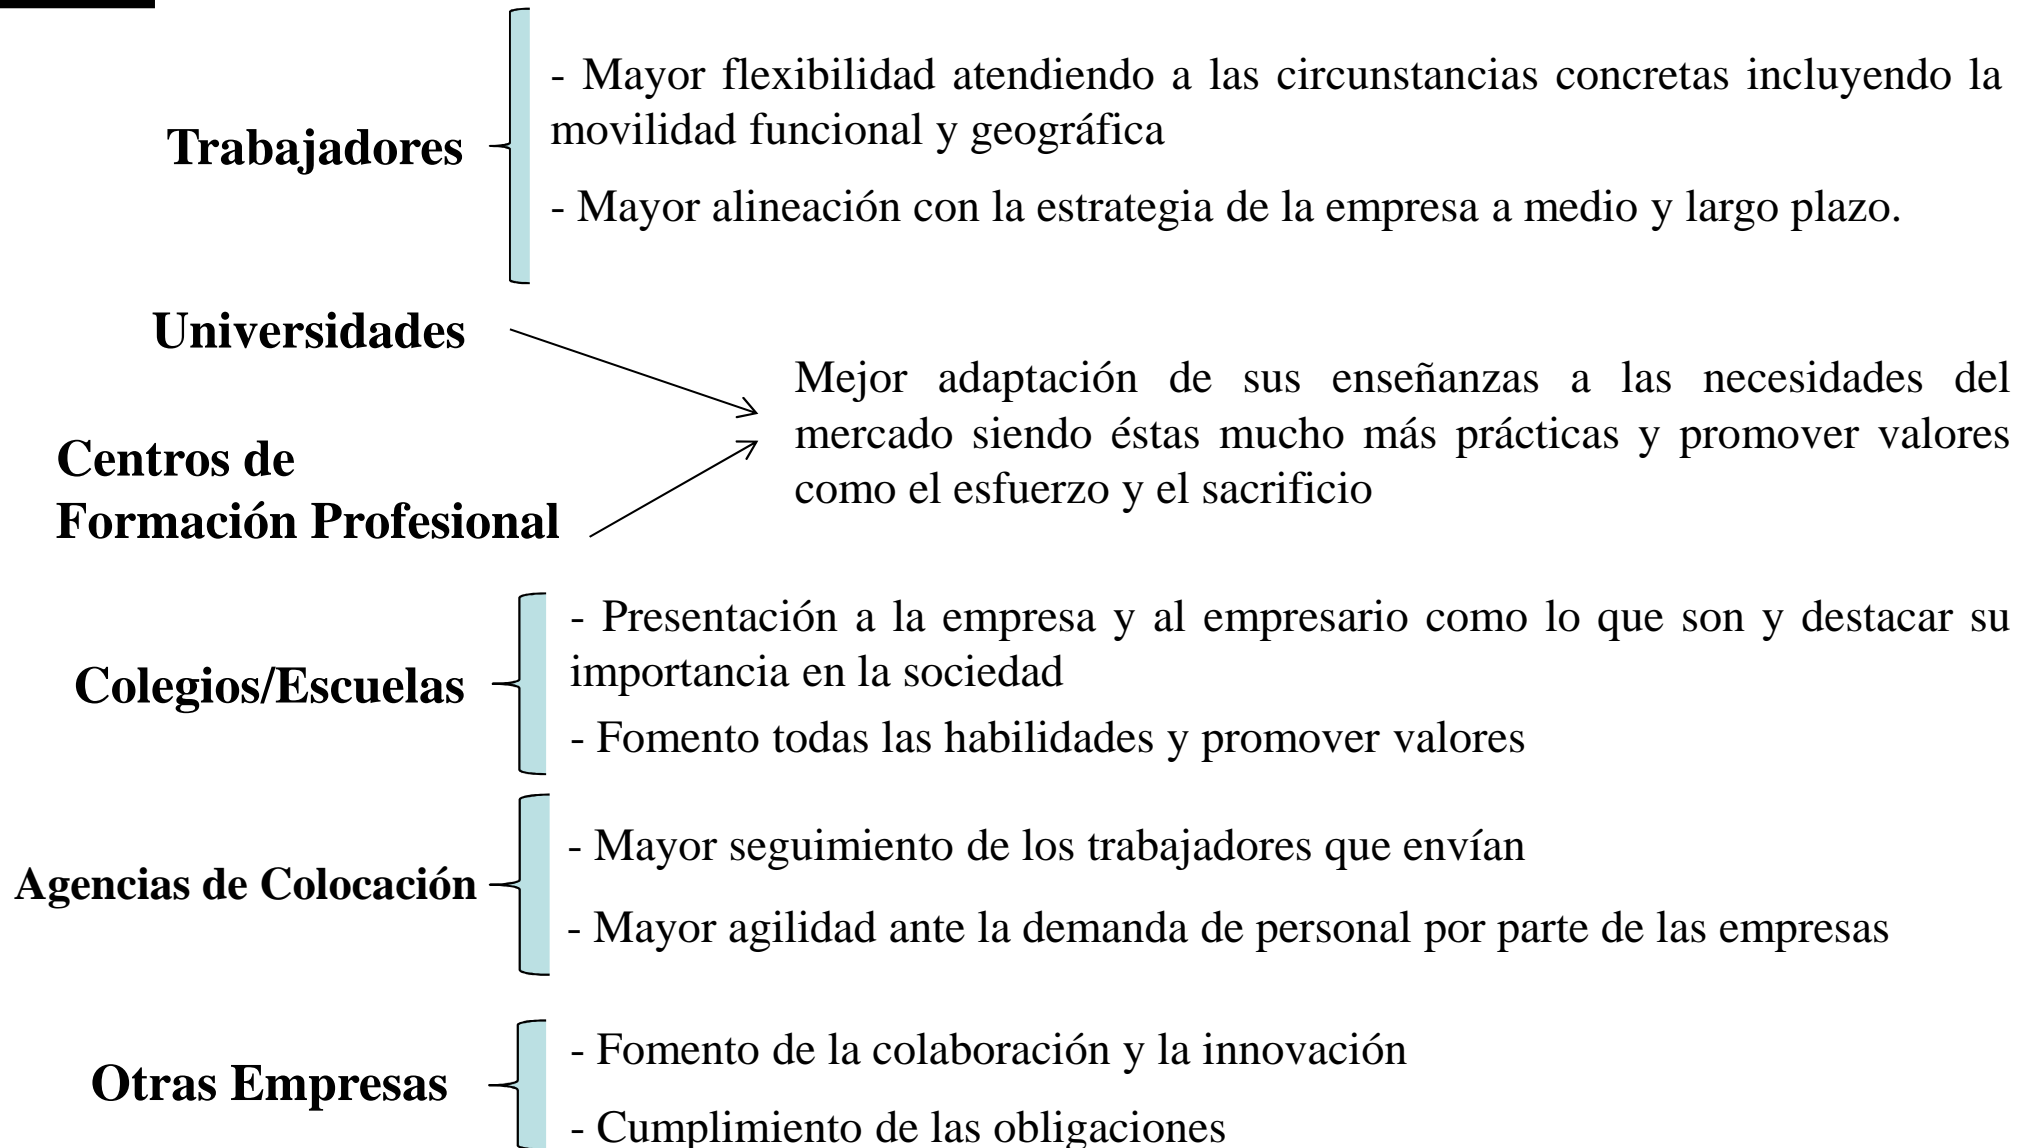 Trabajadores
- Mayor flexibilidad atendiendo a las circunstancias concretas incluyendo la
movilidad funcional y geográfica
- Mayor alineación con la estrategia de la empresa a medio y largo plazo.
Universidades
Centros de
Formación Profesional
Mejor adaptación de sus enseñanzas a las necesidades del
mercado siendo éstas mucho más prácticas y promover valores
como el esfuerzo y el sacrificio
Colegios/Escuelas
- Presentación a la empresa y al empresario como lo que son y destacar su
importancia en la sociedad
- Fomento todas las habilidades y promover valores
Agencias de Colocación
- Mayor seguimiento de los trabajadores que envían
- Mayor agilidad ante la demanda de personal por parte de las empresas
Otras Empresas
- Fomento de la colaboración y la innovación
- Cumplimiento de las obligaciones